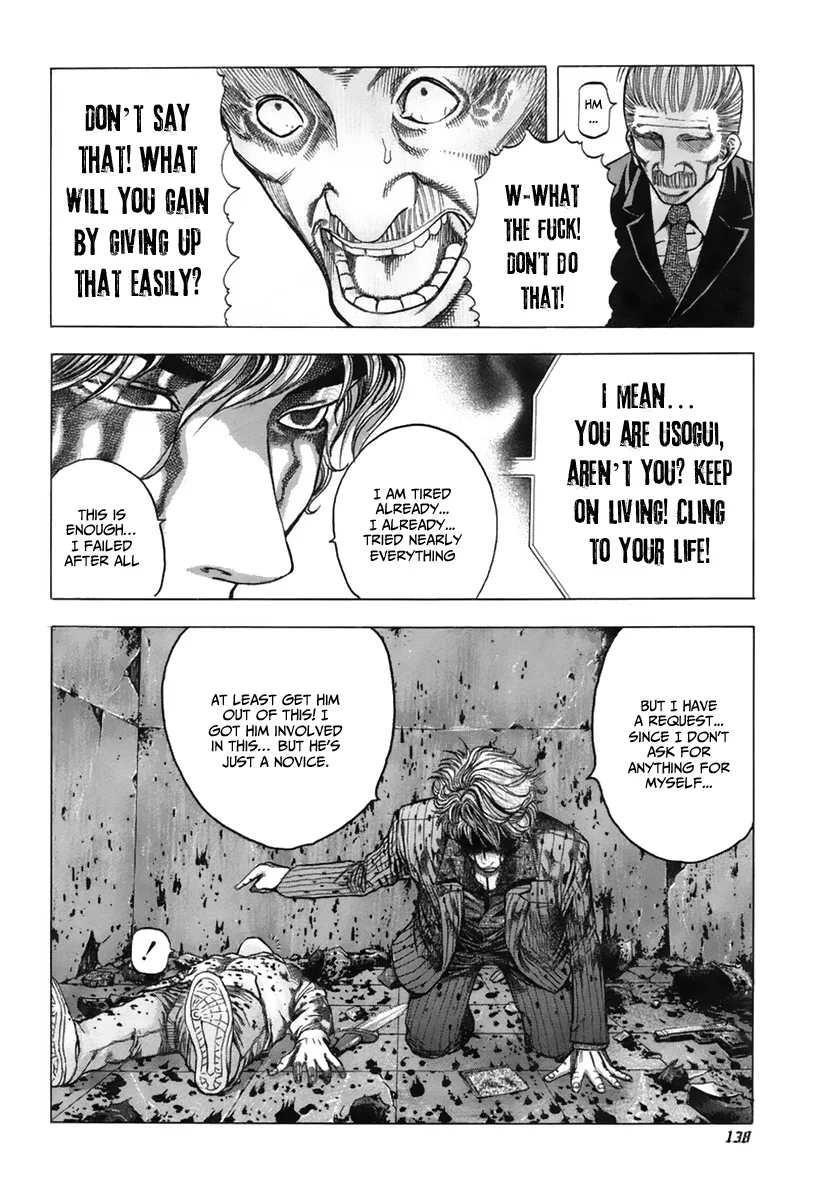 HM
...
W-WHAT
THE FUCK!
DON'T DO
THAT!
DON'T SAY
THAT! WHAT
WILL YOU GAIN
BY GIVING UP
THAT EASILY?
I MEAN...
YOU ARE USOGUI,
AREN'T YOU? KEEP
ON LIVING! CLING
TO YOUR LIFE!
I AM TIRED
ALREADY...
I ALREADY...
TRIED NEARLY
EVERYTHING
THIS IS
ENOUGH...
I FAILED
AFTER ALL
BUT I HAVE
A REQUEST...
SINCE I DON'T
ASK FOR
ANYTHING FOR
MYSELF...
AT LEAST GET HIM
OUT OF THIS! I
GOT HIM INVOLVED
IN THIS... BUT HE'S
JUST A NOVICE.
!
138